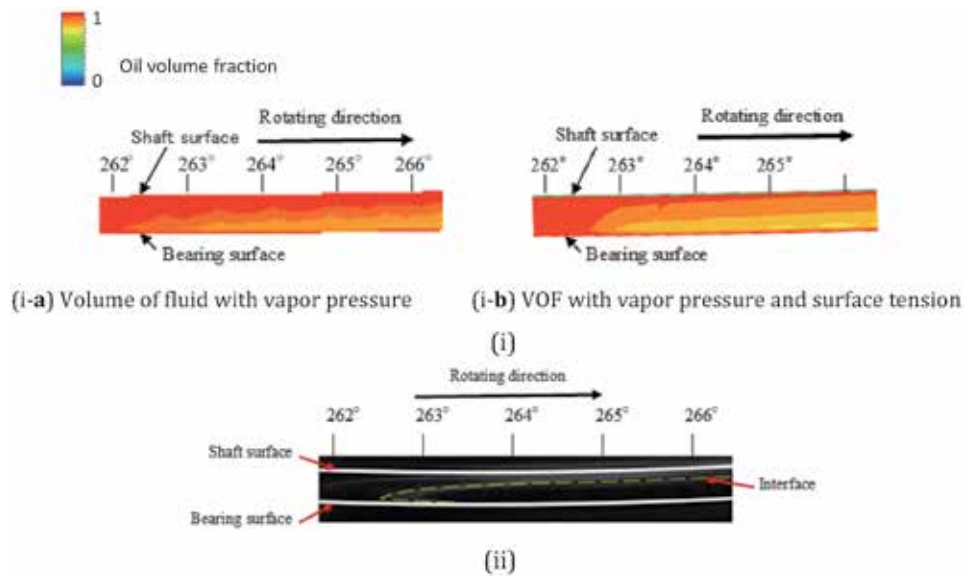 1
0
Oil volume fraction
Rotating direction
Shaft surface
262° 263° 264° 265° 266°
Bearing surface
(i-a) Volume of fluid with vapor pressure
Rotating direction
Shaft surface
262° 263° 264° 265°
Bearing surface
(i-b) VOF with vapor pressure and surface tension
(i)
Rotating direction
262° 263° 264° 265° 266°
Shaft surface
Interface
Bearing surface
(ii)